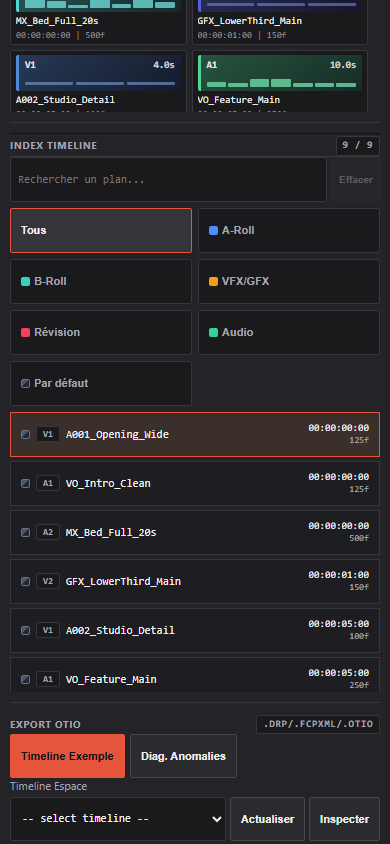 MX_Bed_Full_20s
00:00:00:00 | 500f
GFX_LowerThird_Main
00:00:01:00 | 150f
V1 4.0s
A002_Studio_Detail
A1 10.0s
VO_Feature_Main
INDEX TIMELINE
9 / 9
Rechercher un plan...
Effacer
Tous
A-Roll
B-Roll
VFX/GFX
Révision
Audio
Par défaut
V1 A001_Opening_Wide 00:00:00:00
125f
A1 VO_Intro_Clean 00:00:00:00
125f
A2 MX_Bed_Full_20s 00:00:00:00
500f
V2 GFX_LowerThird_Main 00:00:01:00
150f
V1 A002_Studio_Detail 00:00:05:00
100f
A1 VO_Feature_Main 00:00:05:00
250f
EXPORT OTIO
.DRP/.FCPXML/.OTIO
Timeline Exemple
Diag. Anomalies
Timeline Espace
-- select timeline --
Actualiser
Inspecter